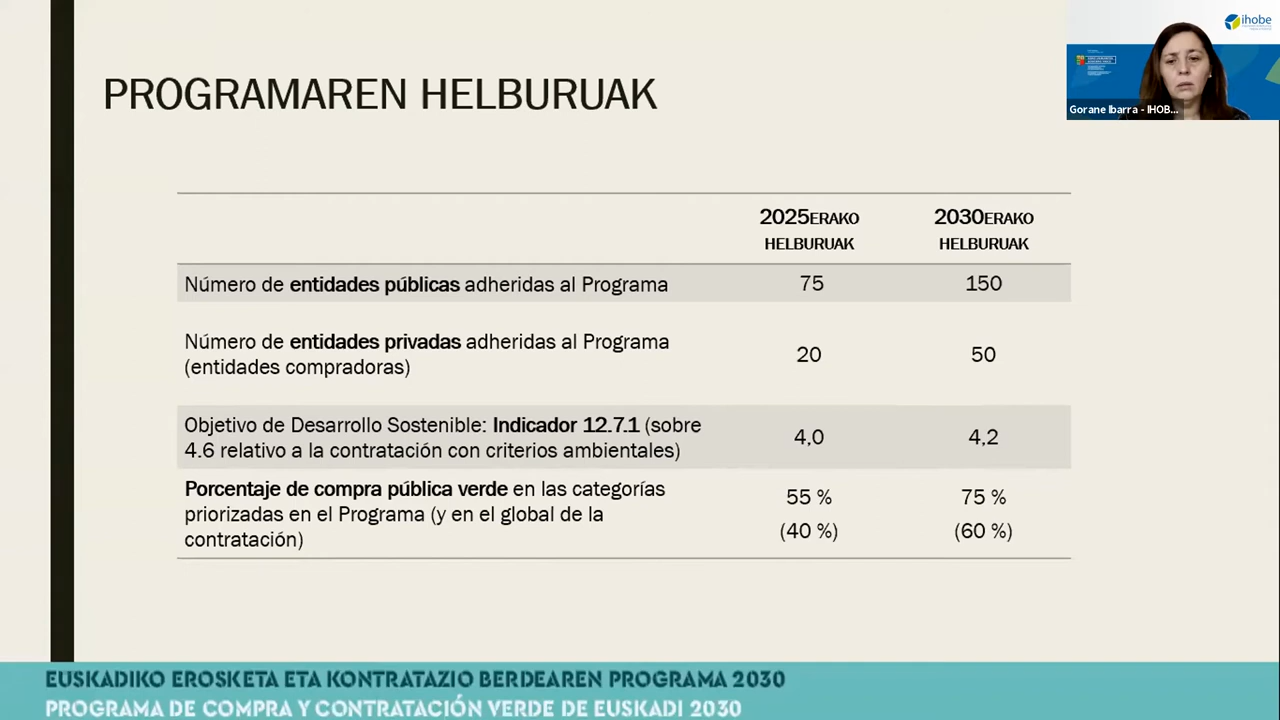 ihobe
PROGRAMAREN HELBURUAK
Gorane Ibarra - IHOB...
2025ERAKO HELBURUAK
2030ERAKO HELBURUAK
Número de entidades públicas adheridas al Programa
75
150
Número de entidades privadas adheridas al Programa
(entidades compradoras)
20
50
Objetivo de Desarrollo Sostenible: Indicador 12.7.1 (sobre
4.6 relativo a la contratación con criterios ambientales)
4,0
4,2
Porcentaje de compra pública verde en las categorías
priorizadas en el Programa (y en el global de la
contratación)
55 %
(40 %)
75 %
(60 %)
EUSKADIKO EROSKETA ETA KONTRATAZIO BERDEAREN PROGRAMA 2030
PROGRAMA DE COMPRA Y CONTRATACIÓN VERDE DE EUSKADI 2030